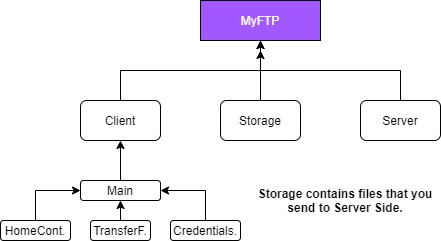 MyFTP
Client
Storage
Server
Main
Storage contains files that you
send to Server Side.
HomeCont.
TransferF.
Credentials.